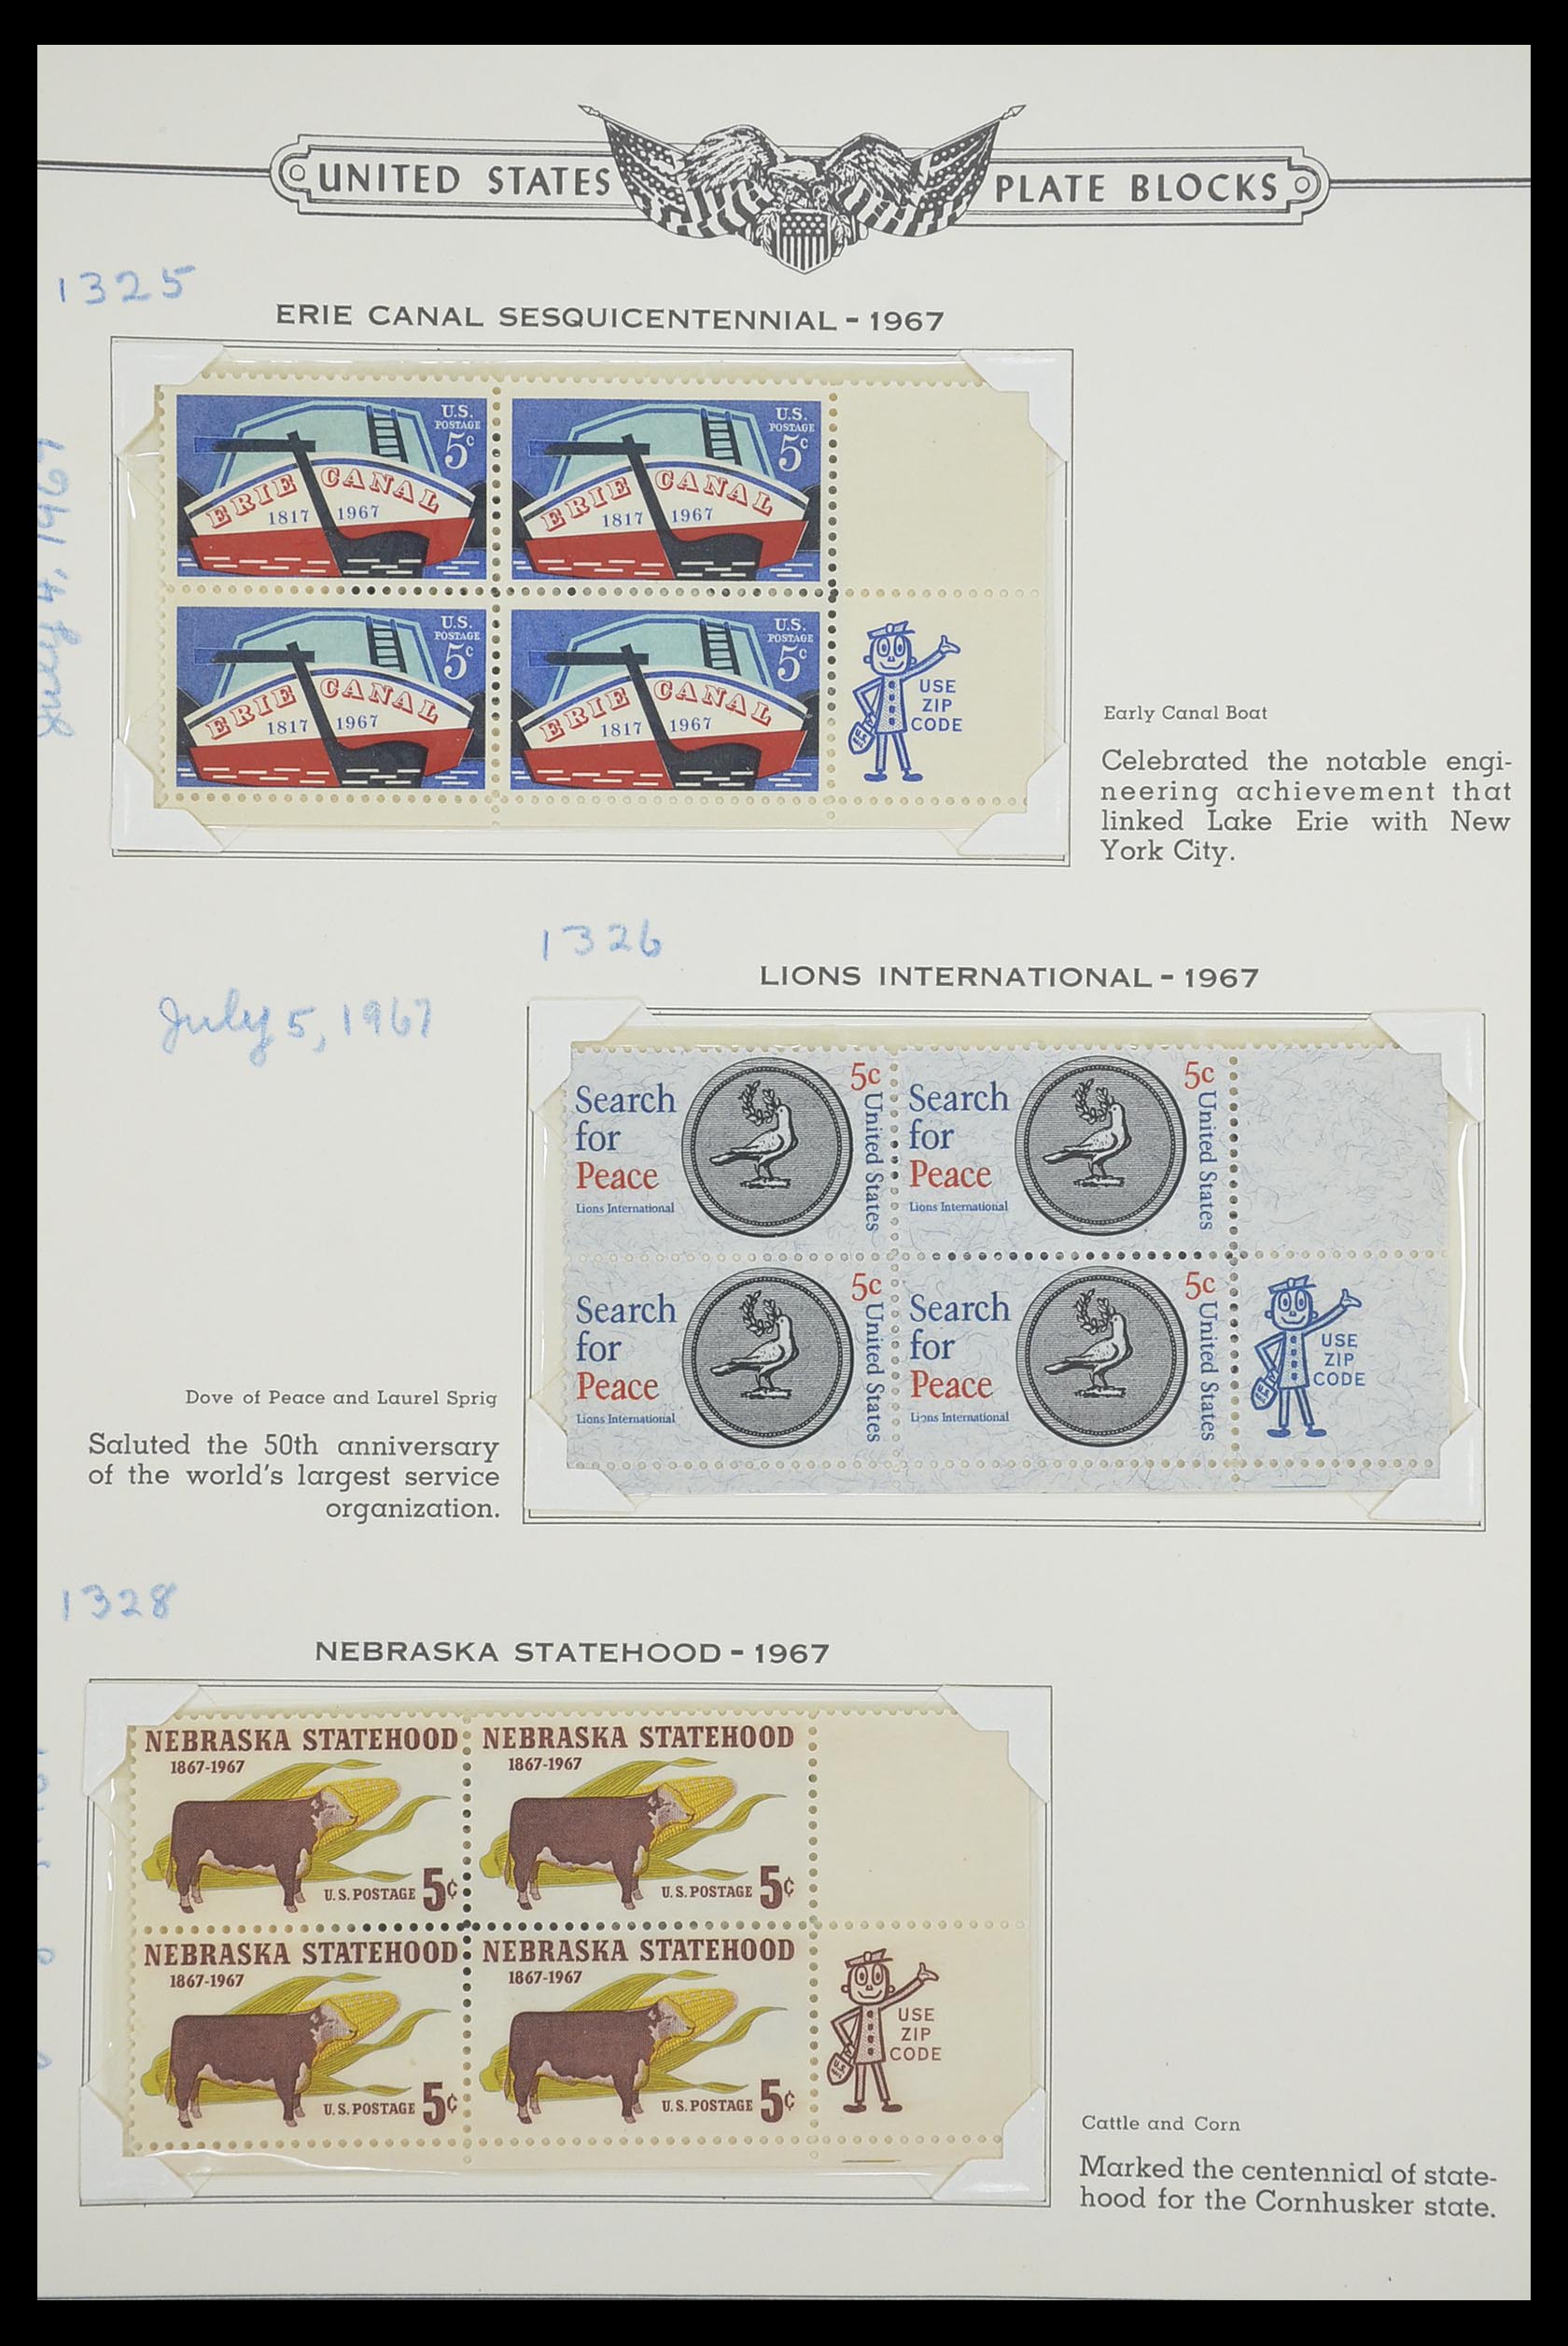 UNITED STATES PLATE BLOCKS
1325
ERIE CANAL SESQUICENTENNIAL - 1967
July 4, 1967
U.S. POSTAGE 5c
ERIE CANAL
1817 1967
U.S. POSTAGE 5c
ERIE CANAL
1817 1967
U.S. POSTAGE 5c
ERIE CANAL
1817 1967
U.S. POSTAGE 5c
ERIE CANAL
1817 1967
USE
ZIP
CODE
Early Canal Boat
Celebrated the notable engi-
neering achievement that
linked Lake Erie with New
York City.
1326
LIONS INTERNATIONAL - 1967
July 5, 1967
Search
for
Peace
Lions International
5c United States
Search
for
Peace
Lions International
5c United States
Search
for
Peace
Lions International
5c United States
Search
for
Peace
Lions International
5c United States
USE
ZIP
CODE
Dove of Peace and Laurel Sprig
Saluted the 50th anniversary
of the world's largest service
organization.
1328
NEBRASKA STATEHOOD - 1967
NEBRASKA STATEHOOD
1867-1967
U.S. POSTAGE 5¢
NEBRASKA STATEHOOD
1867-1967
U.S. POSTAGE 5¢
NEBRASKA STATEHOOD
1867-1967
U.S. POSTAGE 5¢
NEBRASKA STATEHOOD
1867-1967
U.S. POSTAGE 5¢
USE
ZIP
CODE
Cattle and Corn
Marked the centennial of state-
hood for the Cornhusker state.